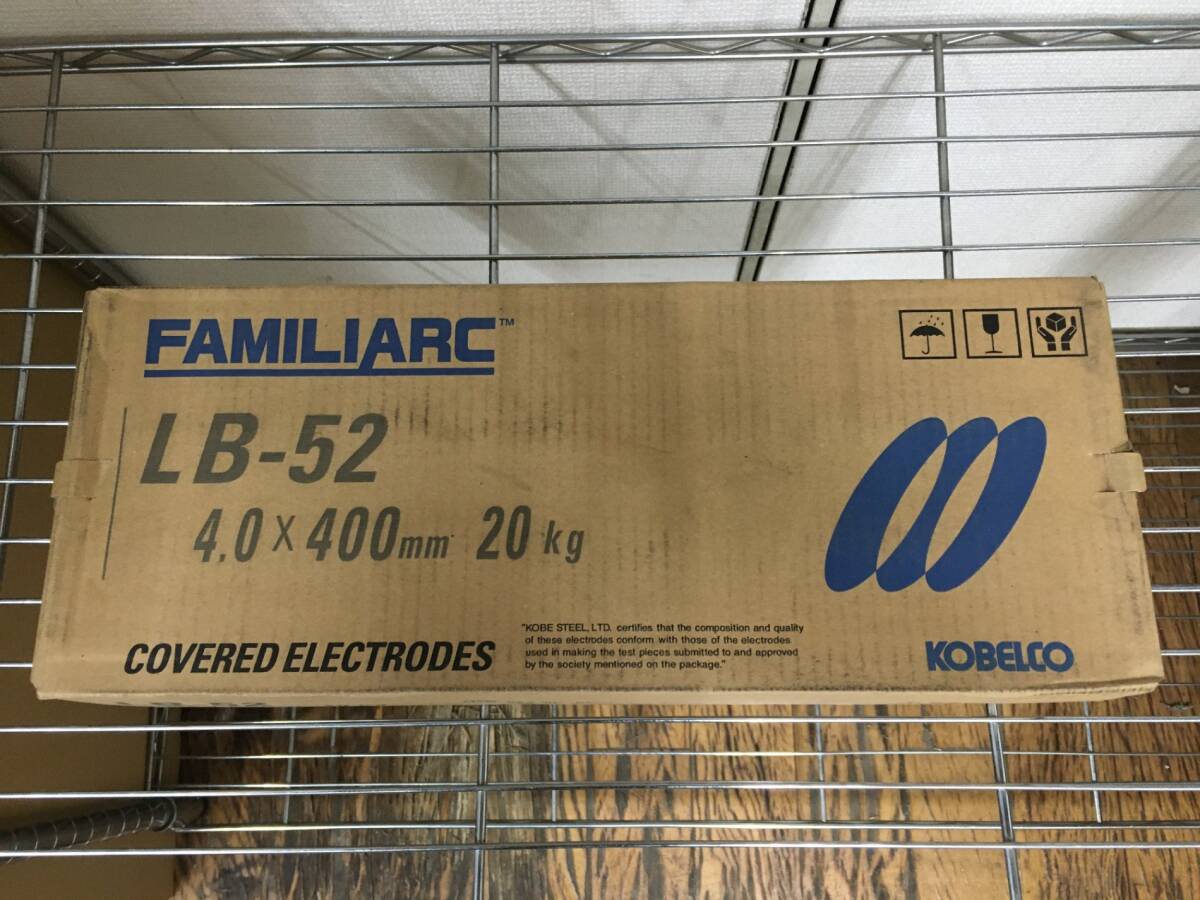 FAMILIARC™
LB-52
4.0 × 400mm 20 kg
COVERED ELECTRODES
"KOBE STEEL, LTD. certifies that the composition and quality
of these electrodes conform with those of the electrodes
used in making the test pieces submitted to and approved
by the society mentioned on the package."
KOBELCO